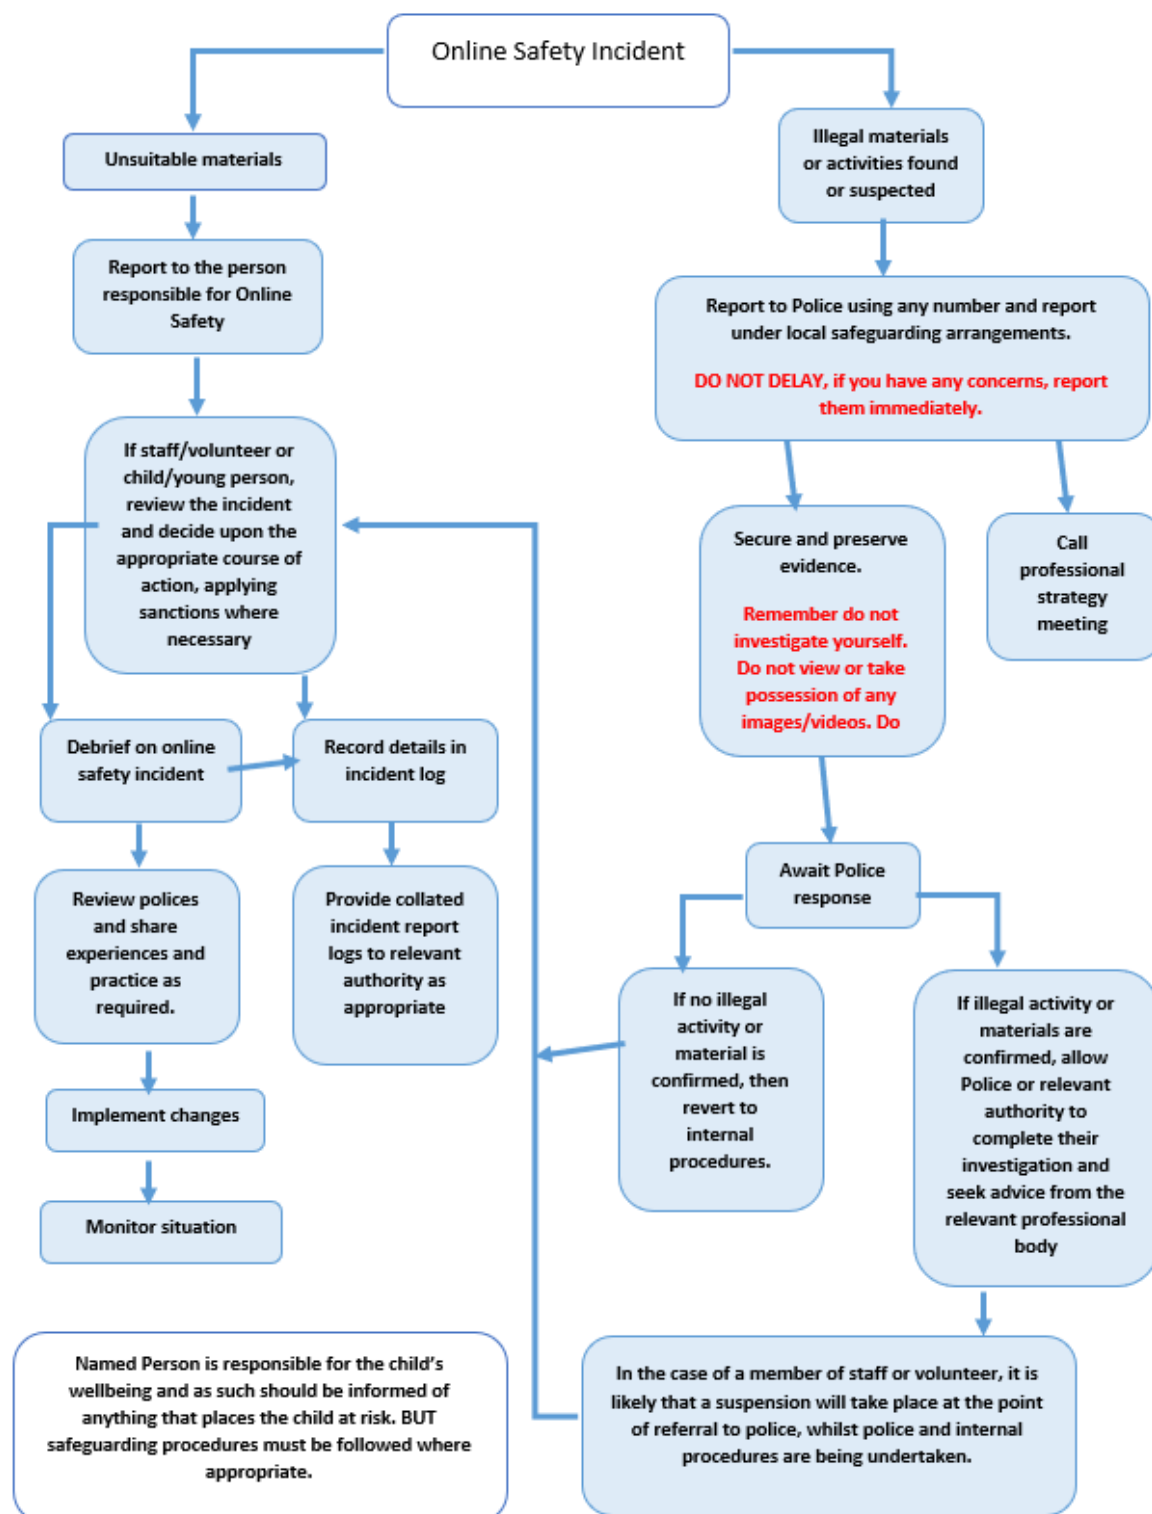 Online Safety Incident
Unsuitable materials
Illegal materials
or activities found
or suspected
Report to the person
responsible for Online
Safety
Report to Police using any number and report
under local safeguarding arrangements.
DO NOT DELAY, if you have any concerns, report
them immediately.
If staff/volunteer or
child/young person,
review the incident
and decide upon the
appropriate course of
action, applying
sanctions where
necessary
Secure and preserve
evidence.
Remember do not
investigate yourself.
Do not view or take
possession of any
images/videos. Do
Call
professional
strategy
meeting
Debrief on online
safety incident
Record details in
incident log
Await Police
response
Review polices
and share
experiences and
practice as
required.
Provide collated
incident report
logs to relevant
authority as
appropriate
If no illegal
activity or
material is
confirmed, then
revert to
internal
procedures.
If illegal activity or
materials are
confirmed, allow
Police or relevant
authority to
complete their
investigation and
seek advice from the
relevant professional
body
Implement changes
Monitor situation
Named Person is responsible for the child’s
wellbeing and as such should be informed of
anything that places the child at risk. BUT
safeguarding procedures must be followed where
appropriate.
In the case of a member of staff or volunteer, it is
likely that a suspension will take place at the point
of referral to police, whilst police and internal
procedures are being undertaken.